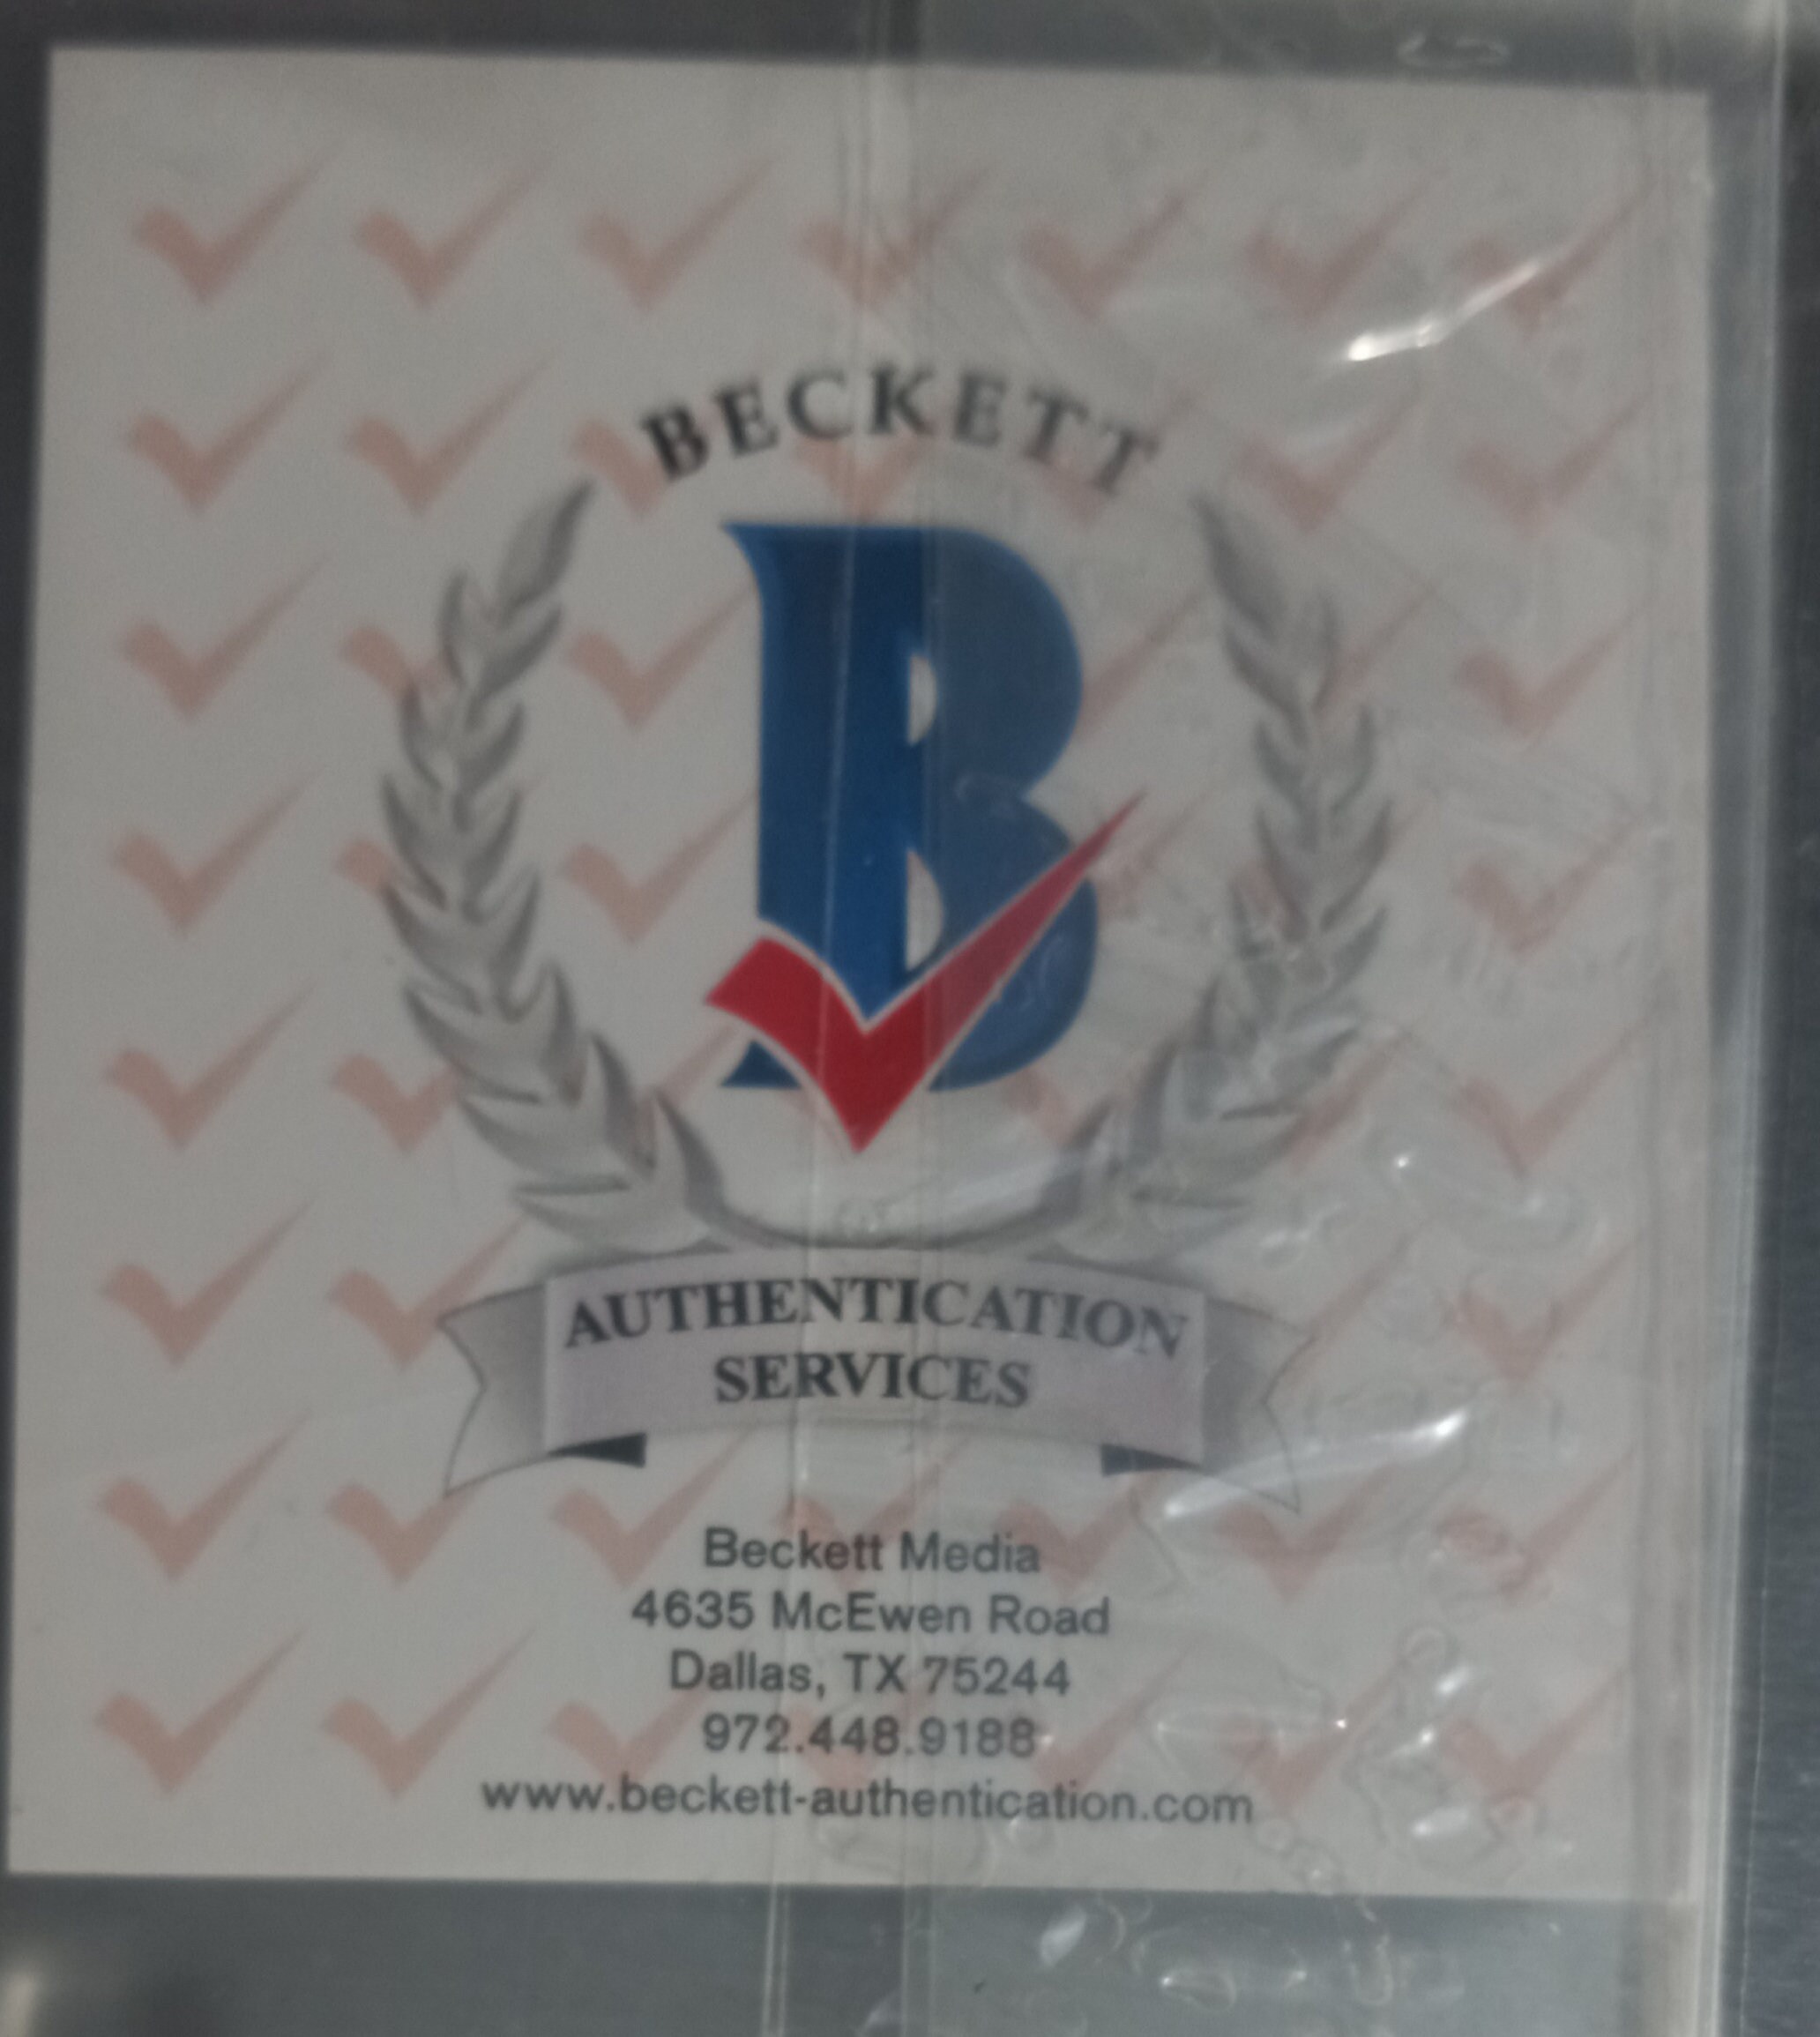 BECKETT
B
AUTHENTICATION
SERVICES
Beckett Media
4635 McEwen Road
Dallas, TX 75244
972.448.9188
www.beckett-authentication.com